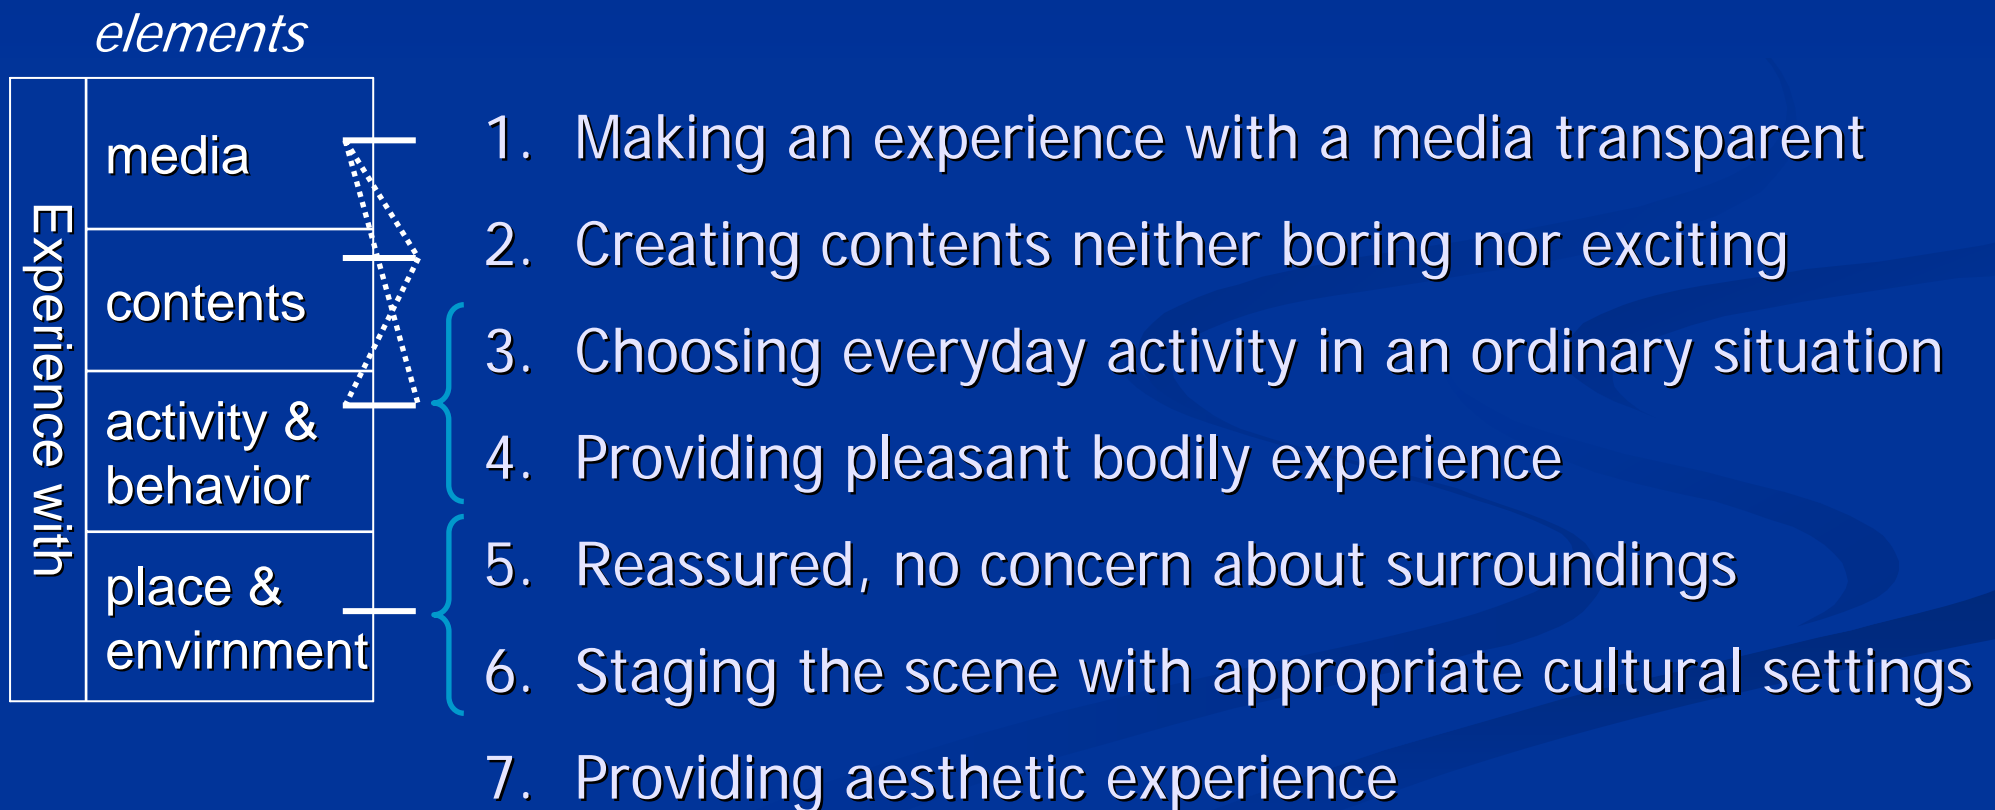 elements
Experience with
media
contents
activity &
behavior
place &
envirnment
1. Making an experience with a media transparent
2. Creating contents neither boring nor exciting
3. Choosing everyday activity in an ordinary situation
4. Providing pleasant bodily experience
5. Reassured, no concern about surroundings
6. Staging the scene with appropriate cultural settings
7. Providing aesthetic experience